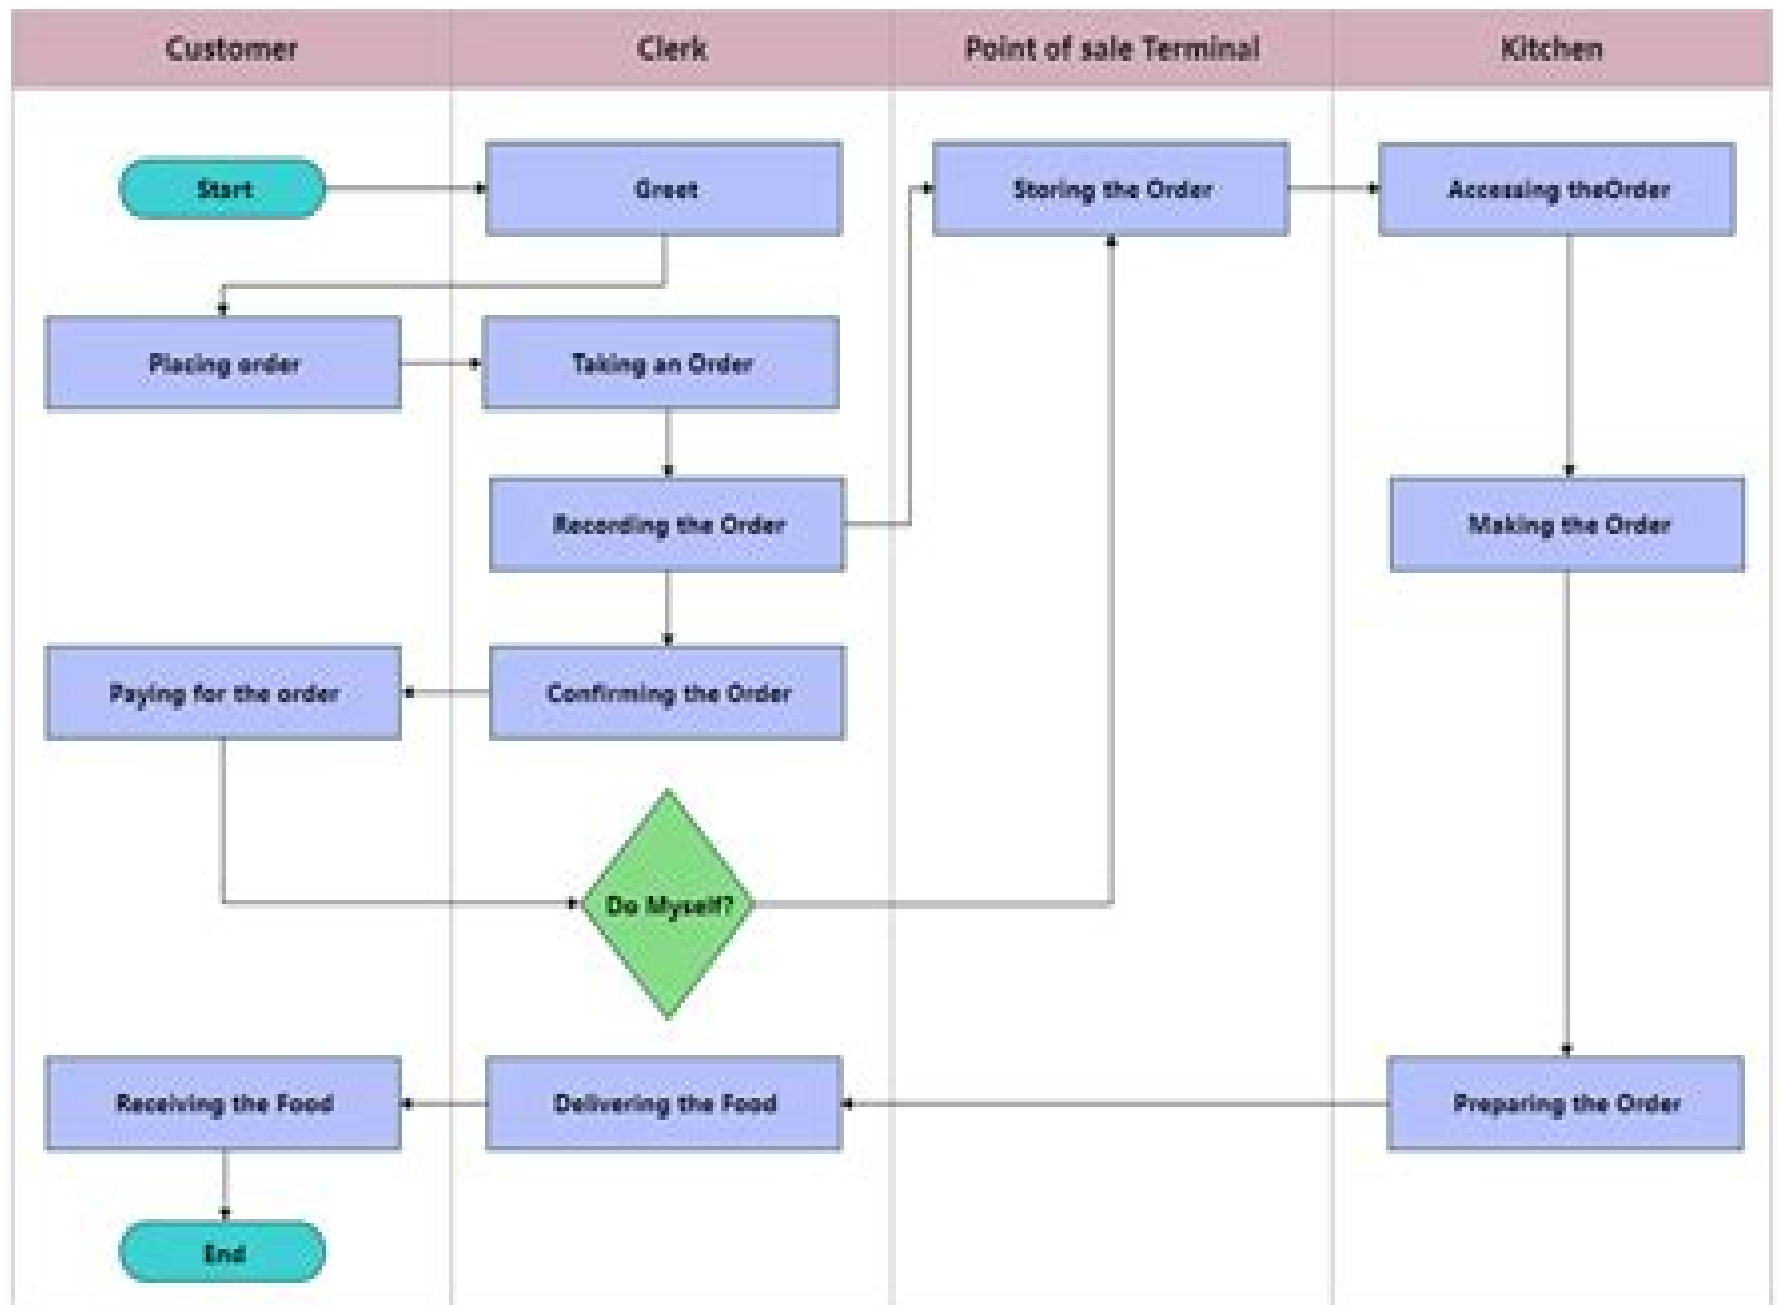 Customer
Clerk
Point of sale Terminal
Kitchen
Start
Greet
Storing the Order
Accessing theOrder
Placing order
Taking an Order
Recording the Order
Making the Order
Paying for the order
Confirming the Order
Do Myself?
Receiving the Food
Delivering the Food
Preparing the Order
End